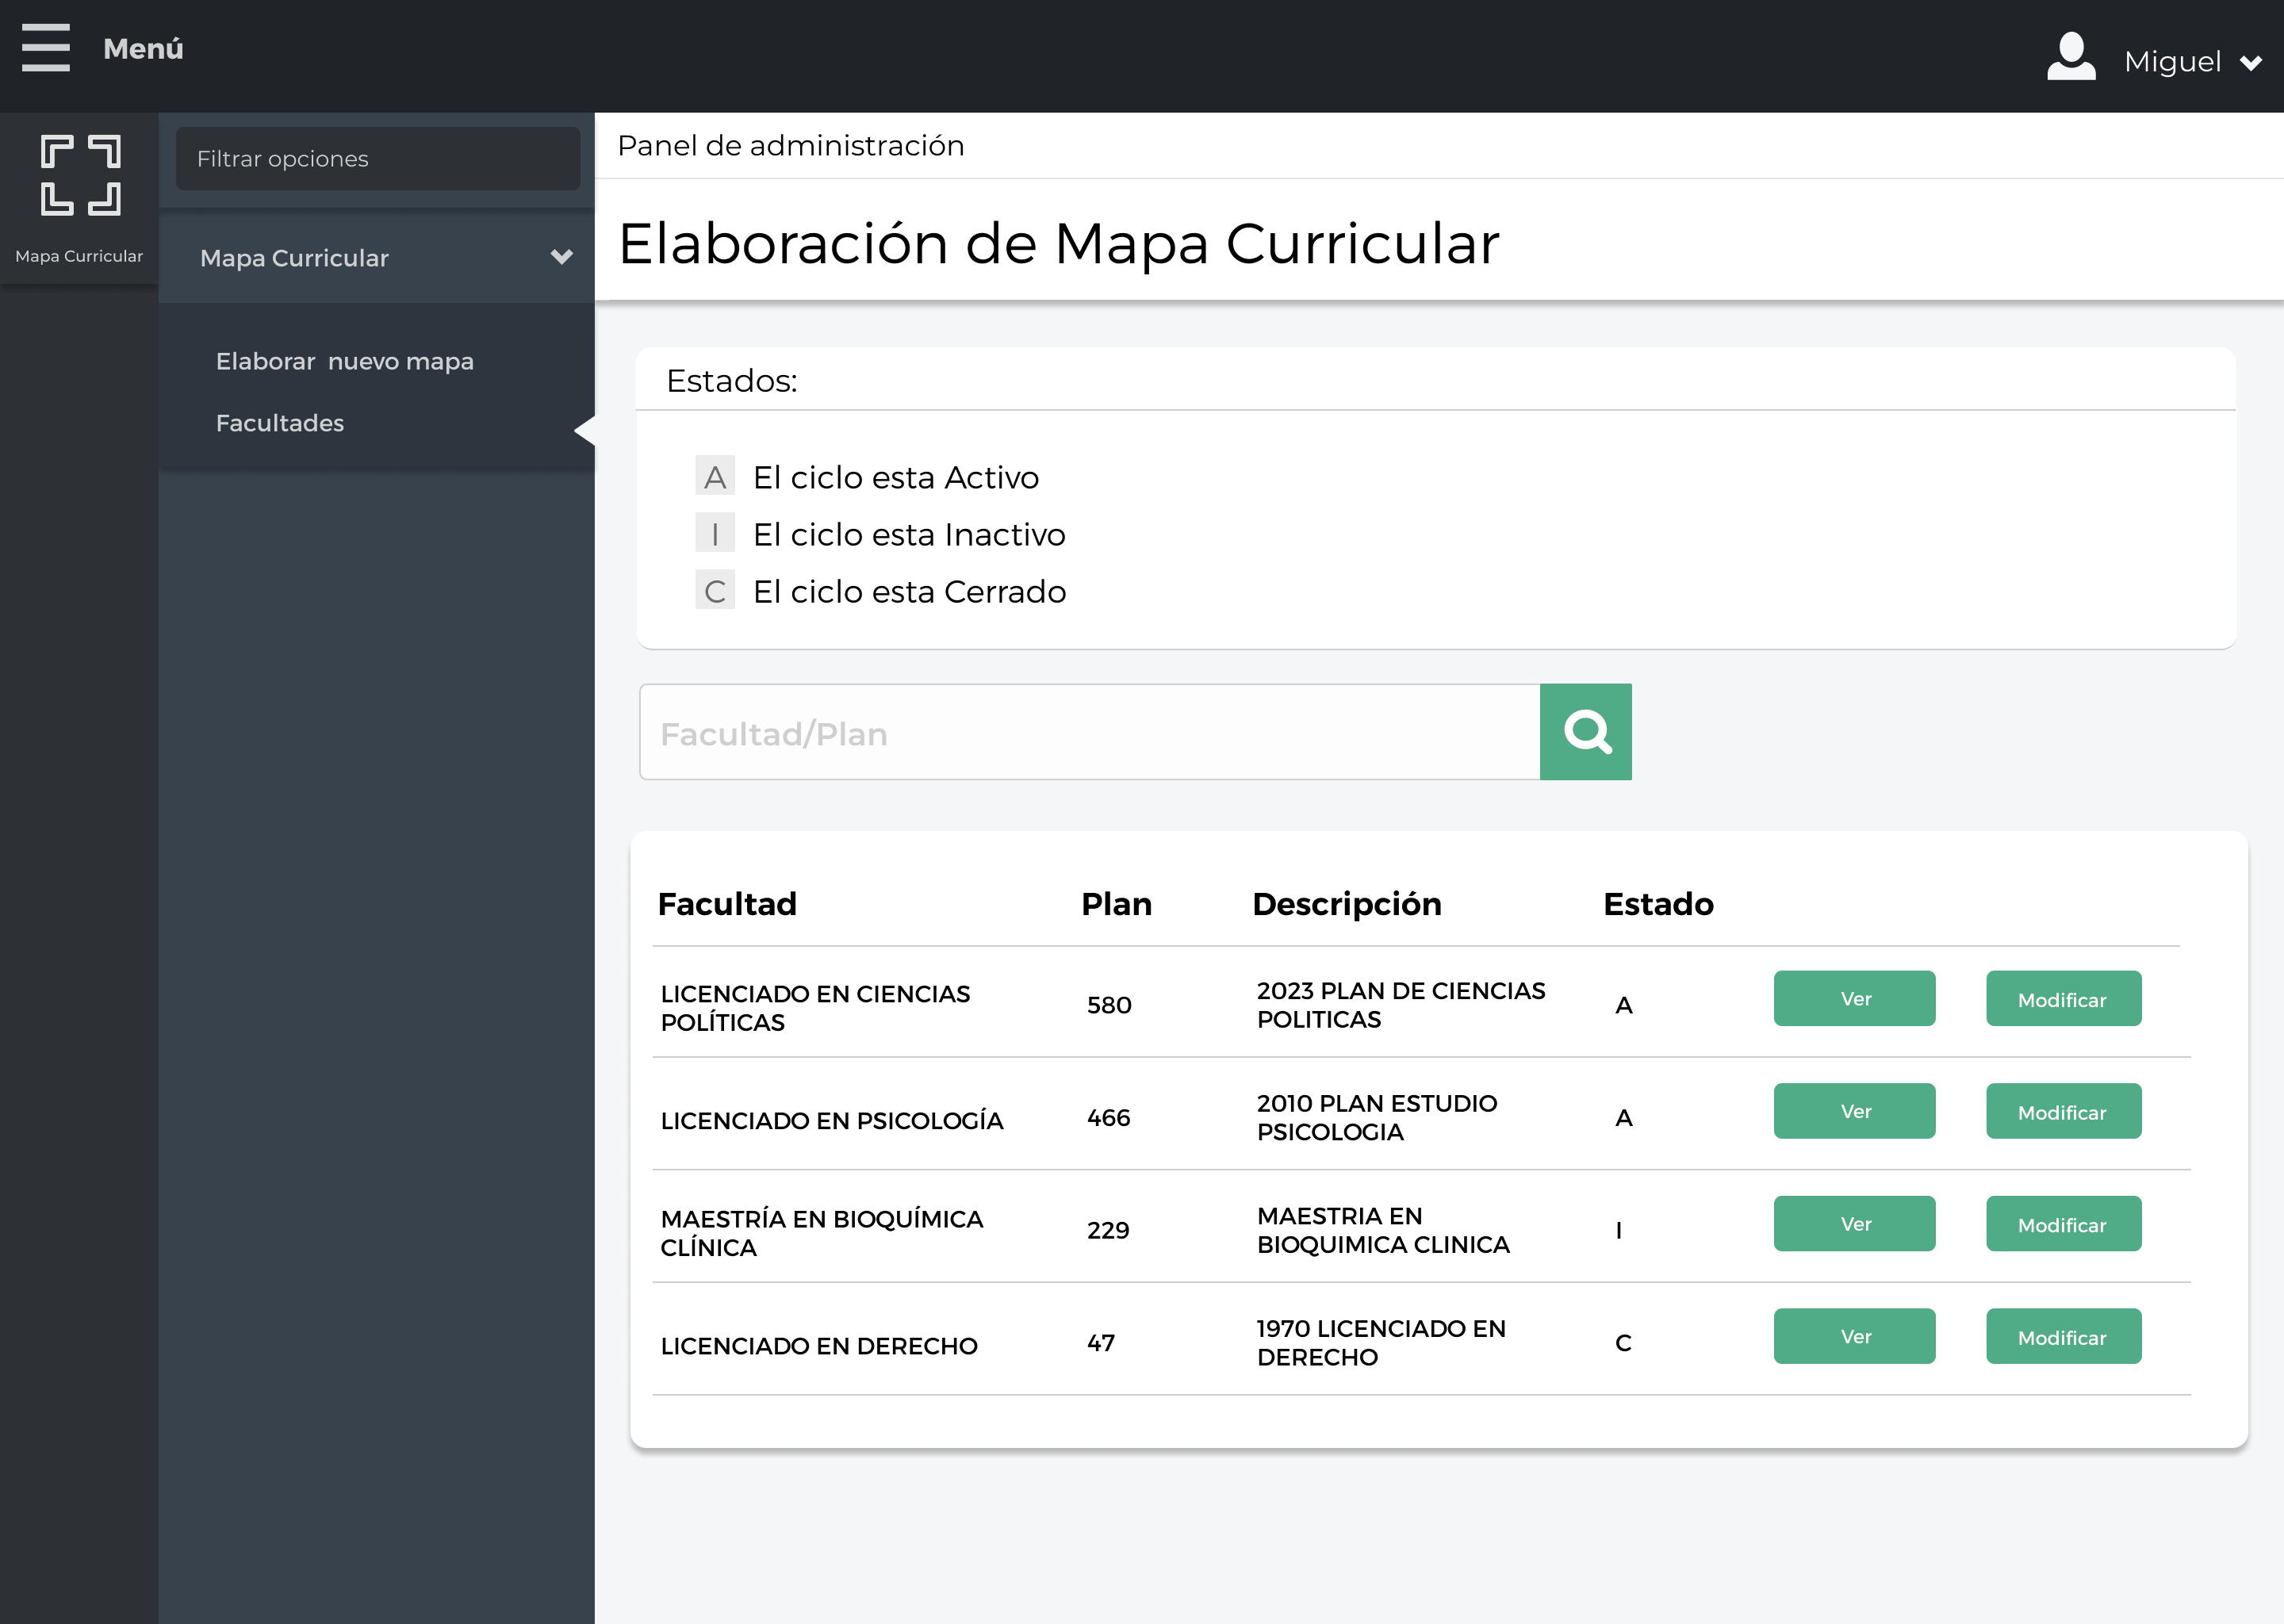 Menú
Miguel
Mapa Curricular
Filtrar opciones
Mapa Curricular
Elaborar nuevo mapa
Facultades
Panel de administración
Elaboración de Mapa Curricular
Estados:
A El ciclo esta Activo
I El ciclo esta Inactivo
C El ciclo esta Cerrado
Facultad/Plan
Facultad Plan Descripción Estado
LICENCIADO EN CIENCIAS
POLÍTICAS
580
2023 PLAN DE CIENCIAS
POLITICAS
A
Ver
Modificar
LICENCIADO EN PSICOLOGÍA
466
2010 PLAN ESTUDIO
PSICOLOGIA
A
Ver
Modificar
MAESTRÍA EN BIOQUÍMICA
CLÍNICA
229
MAESTRIA EN
BIOQUIMICA CLINICA
I
Ver
Modificar
LICENCIADO EN DERECHO
47
1970 LICENCIADO EN
DERECHO
C
Ver
Modificar